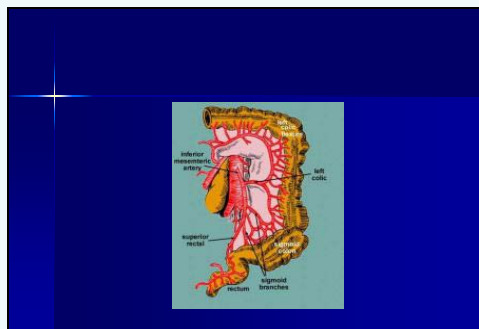 left
colic
flexure
inferior
mesenteric
artery
left
colic
superior
rectal
sigmoid
colon
sigmoid
branches
rectum